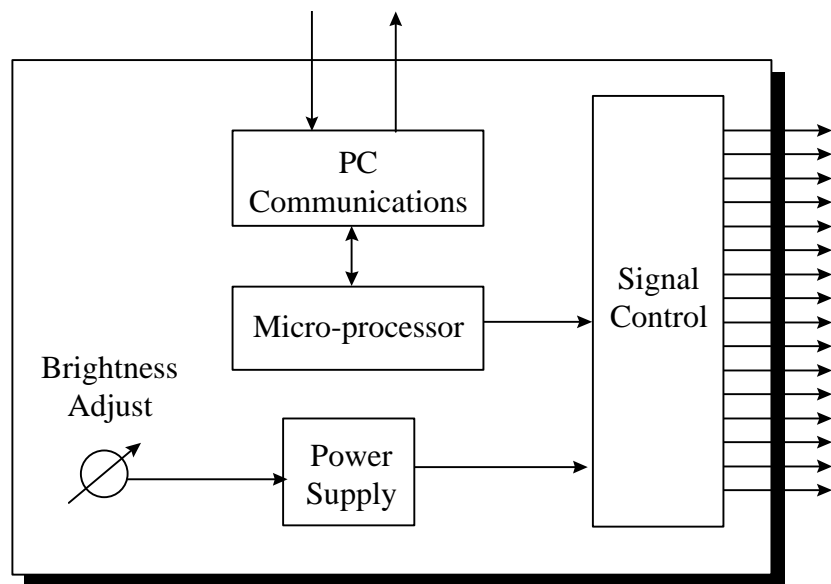 PC
Communications
Micro-processor
Signal
Control
Brightness
Adjust
Power
Supply